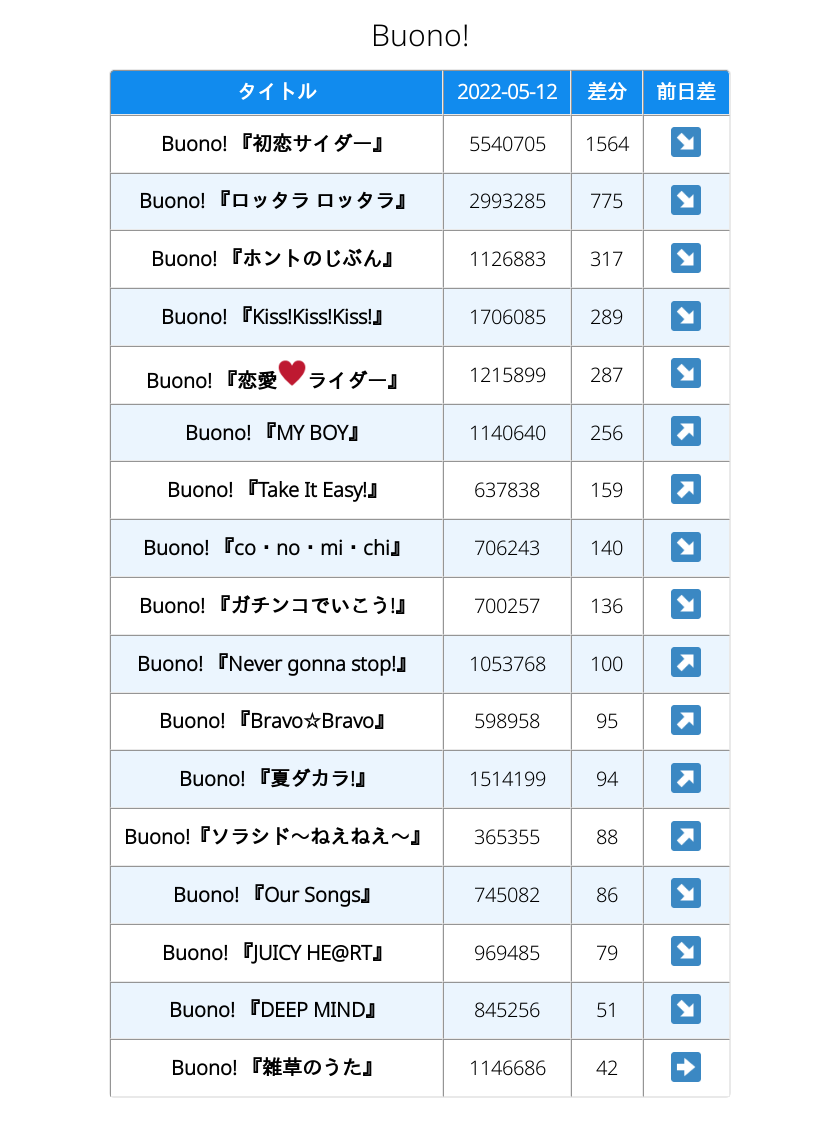 Buono!
タイトル 2022-05-12 差分 前日差
Buono! 『初恋サイダー』 5540705 1564 ↘
Buono! 『ロッタラ ロッタラ』 2993285 775 ↘
Buono! 『ホントのじぶん』 1126883 317 ↘
Buono! 『Kiss!Kiss!Kiss!』 1706085 289 ↘
Buono! 『恋愛♥ライダー』 1215899 287 ↘
Buono! 『MY BOY』 1140640 256 ↗
Buono! 『Take It Easy!』 637838 159 ↗
Buono! 『co・no・mi・chi』 706243 140 ↘
Buono! 『ガチンコでいこう!』 700257 136 ↘
Buono! 『Never gonna stop!』 1053768 100 ↗
Buono! 『Bravo☆Bravo』 598958 95 ↗
Buono! 『夏ダカラ!』 1514199 94 ↗
Buono!『ソラシド〜ねえねえ〜』 365355 88 ↗
Buono! 『Our Songs』 745082 86 ↘
Buono! 『JUICY HE@RT』 969485 79 ↘
Buono! 『DEEP MIND』 845256 51 ↘
Buono! 『雑草のうた』 1146686 42 ➡